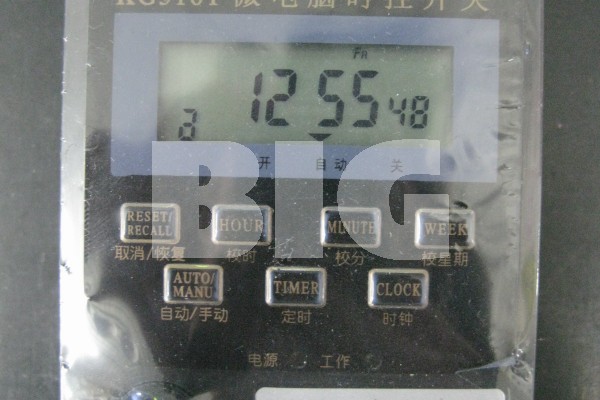 KG316T 微电脑时控开关
Fri
12 55 48
a
开 自动 关
BIG
RESET/RECALL HOUR MINUTE WEEK
取消/恢复 校时 校分 校星期
AUTO/MANU TIMER CLOCK
自动/手动 定时 时钟
电源 工作